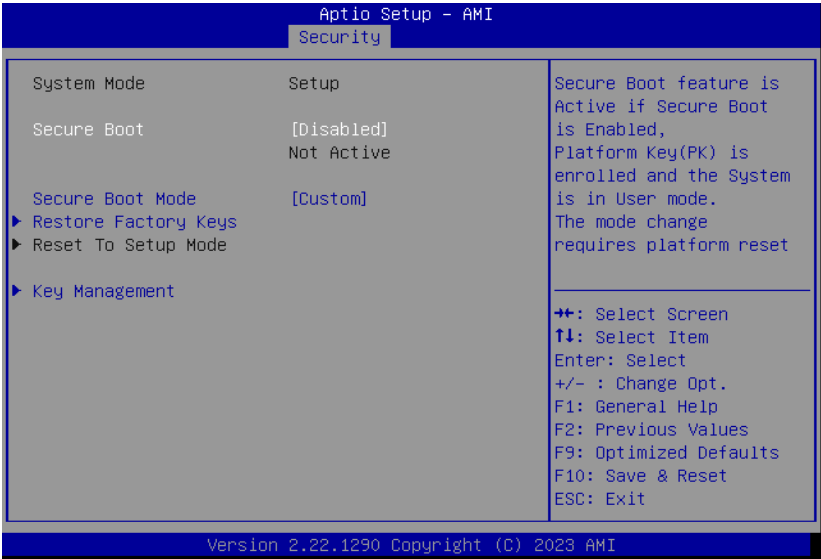 Aptio Setup - AMI
Security
System Mode Setup
Secure Boot [Disabled]
Not Active
Secure Boot Mode [Custom]
Restore Factory Keys
Reset To Setup Mode
Key Management
Secure Boot feature is
Active if Secure Boot
is Enabled,
Platform Key(PK) is
enrolled and the System
is in User mode.
The mode change
requires platform reset
→←: Select Screen
↑↓: Select Item
Enter: Select
+/- : Change Opt.
F1: General Help
F2: Previous Values
F9: Optimized Defaults
F10: Save & Reset
ESC: Exit
Version 2.22.1290 Copyright (C) 2023 AMI